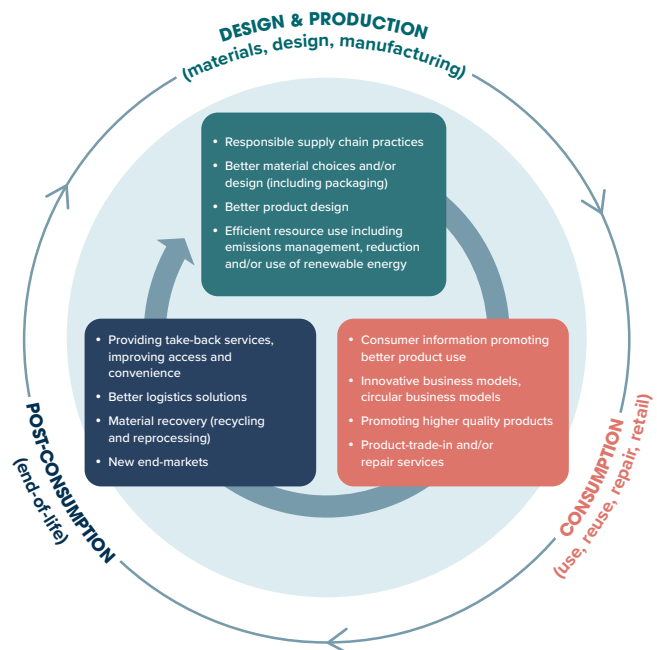 DESIGN & PRODUCTION
(materials, design, manufacturing)
• Responsible supply chain practices
• Better material choices and/or
design (including packaging)
• Better product design
• Efficient resource use including
emissions management, reduction
and/or use of renewable energy
• Providing take-back services,
improving access and
convenience
• Better logistics solutions
• Material recovery (recycling
and reprocessing)
• New end-markets
• Consumer information promoting
better product use
• Innovative business models,
circular business models
• Promoting higher quality products
• Product-trade-in and/or
repair services
POST-CONSUMPTION
(end-of-life)
CONSUMPTION
(use, reuse, repair, retail)